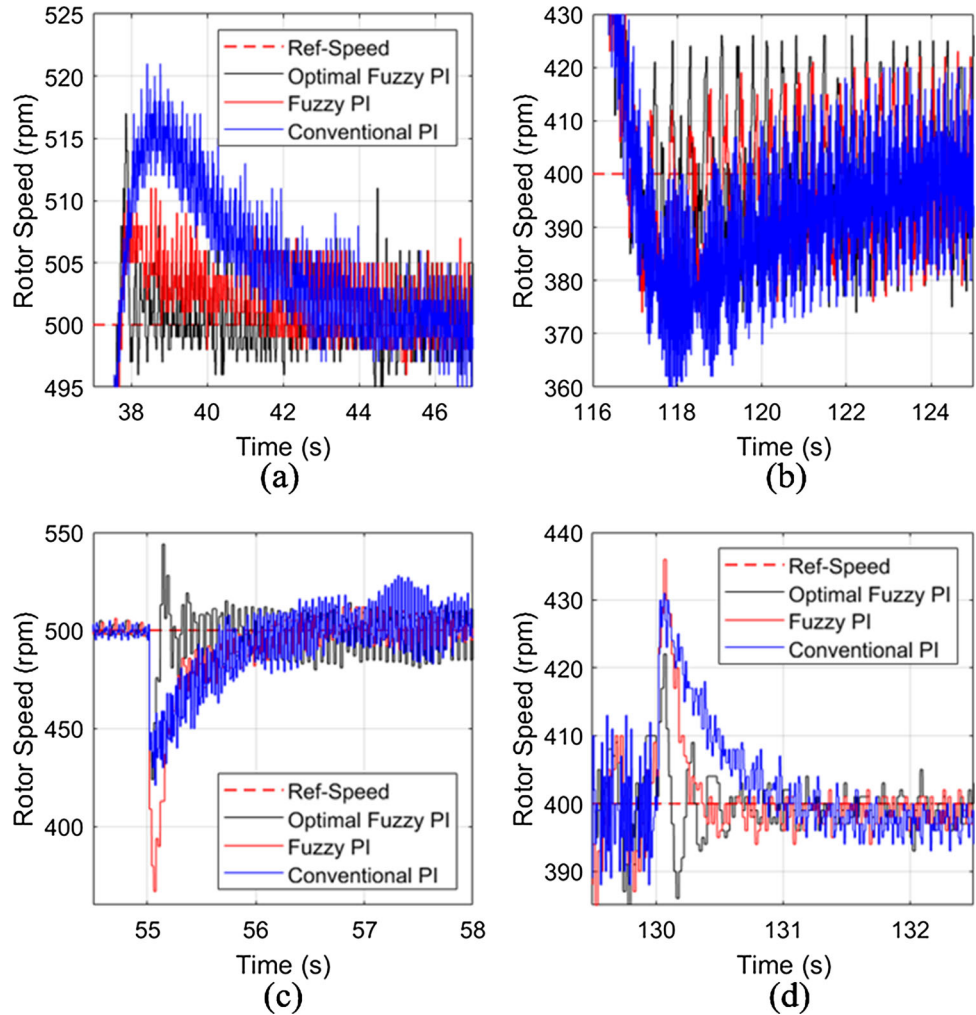 Rotor Speed (rpm)
525
520
515
510
505
500
495
38
40
42
44
46
Time (s)
Ref-Speed
Optimal Fuzzy PI
Fuzzy PI
Conventional PI
(a)
Rotor Speed (rpm)
430
420
410
400
390
380
370
360
116
118
120
122
124
Time (s)
(b)
Rotor Speed (rpm)
550
500
450
400
55
56
57
58
Time (s)
Ref-Speed
Optimal Fuzzy PI
Fuzzy PI
Conventional PI
(c)
Rotor Speed (rpm)
440
430
420
410
400
390
130
131
132
Time (s)
Ref-Speed
Optimal Fuzzy PI
Fuzzy PI
Conventional PI
(d)